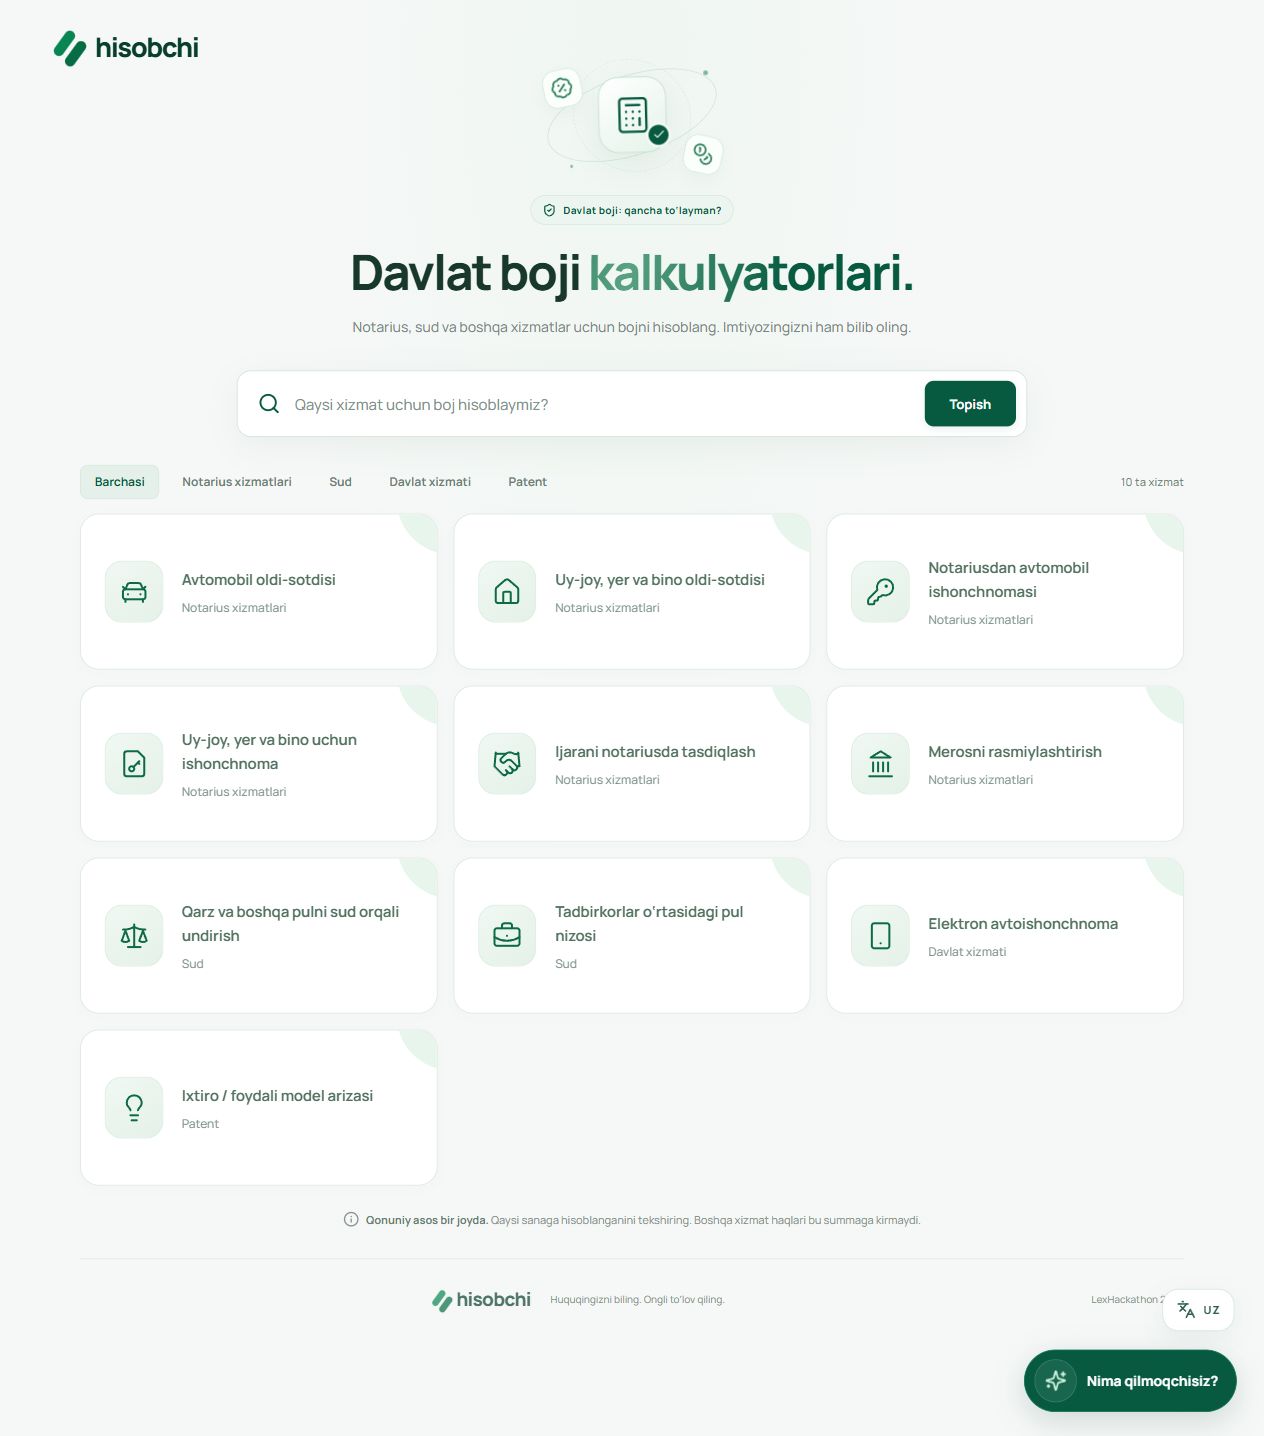 hisobchi
Davlat boji: qancha to‘layman?
Davlat boji kalkulyatorlari.
Notarius, sud va boshqa xizmatlar uchun bojni hisoblang. Imtiyozingizni ham bilib oling.
Qaysi xizmat uchun boj hisoblaymiz?
Topish
Barchasi
Notarius xizmatlari
Sud
Davlat xizmati
Patent
10 ta xizmat
Avtomobil oldi-sotdisi
Notarius xizmatlari
Uy-joy, yer va bino oldi-sotdisi
Notarius xizmatlari
Notariusdan avtomobil
ishonchnomasi
Notarius xizmatlari
Uy-joy, yer va bino uchun
ishonchnoma
Notarius xizmatlari
Ijarani notariusda tasdiqlash
Notarius xizmatlari
Merosni rasmiylashtirish
Notarius xizmatlari
Qarz va boshqa pulni sud orqali
undirish
Sud
Tadbirkorlar o‘rtasidagi pul
nizosi
Sud
Elektron avtoishonchnoma
Davlat xizmati
Ixtiro / foydali model arizasi
Patent
Qonuniy asos bir joyda. Qaysi sanaga hisoblanganini tekshiring. Boshqa xizmat haqlari bu summaga kirmaydi.
hisobchi
Huquqingizni biling. Ongli to‘lov qiling.
LexHackathon
UZ
Nima qilmoqchisiz?